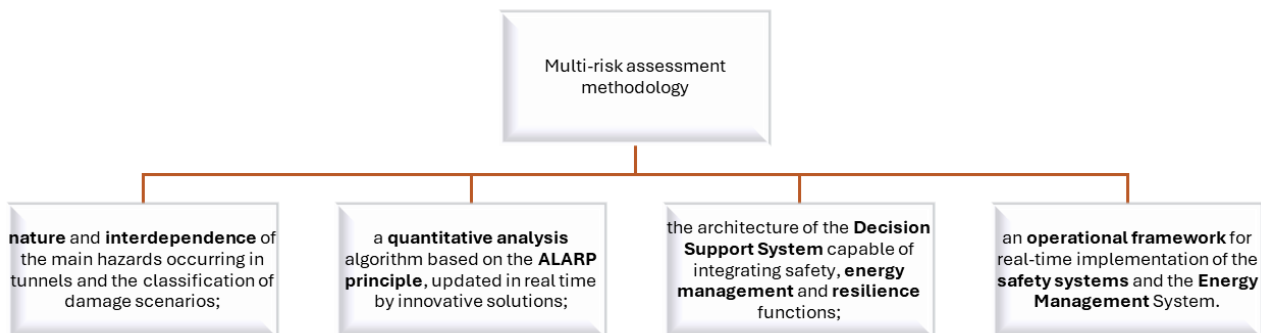 Multi-risk assessment
methodology
nature and interdependence of
the main hazards occurring in
tunnels and the classification of
damage scenarios;
a quantitative analysis
algorithm based on the ALARP
principle, updated in real time
by innovative solutions;
the architecture of the Decision
Support System capable of
integrating safety, energy
management and resilience
functions;
an operational framework for
real-time implementation of the
safety systems and the Energy
Management System.